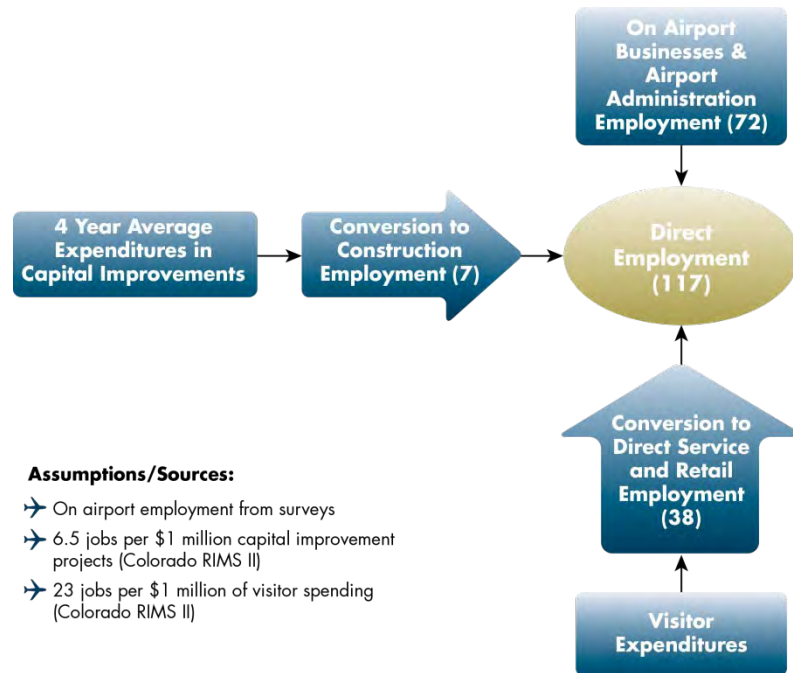 On Airport
Businesses &
Airport
Administration
Employment (72)
4 Year Average
Expenditures in
Capital Improvements
Conversion to
Construction
Employment (7)
Direct
Employment
(117)
Conversion to
Direct Service
and Retail
Employment
(38)
Visitor
Expenditures
Assumptions/Sources:
On airport employment from surveys
6.5 jobs per $1 million capital improvement
projects (Colorado RIMS II)
23 jobs per $1 million of visitor spending
(Colorado RIMS II)